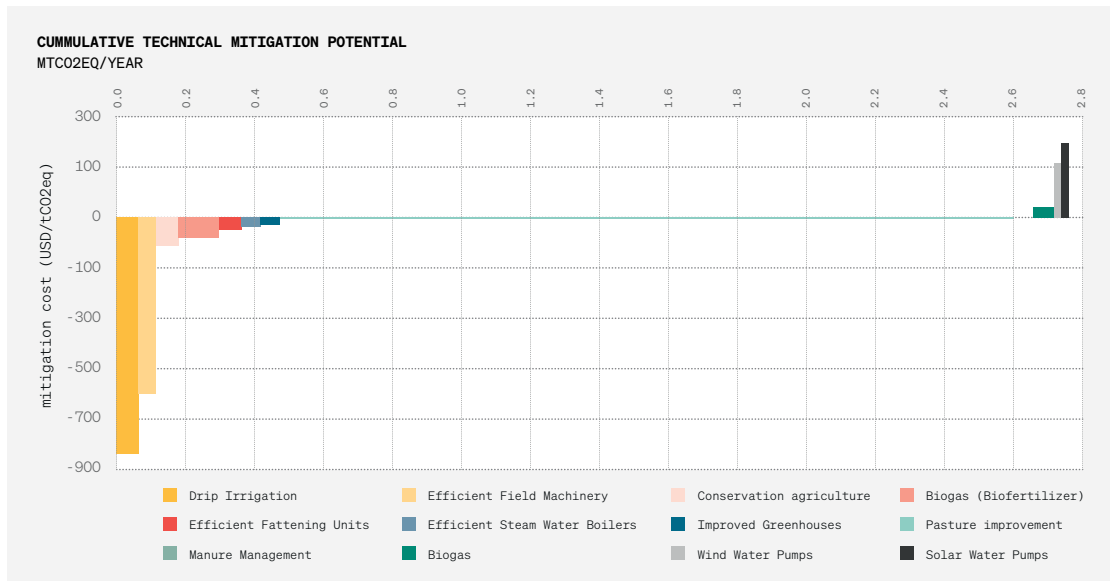 CUMMULATIVE TECHNICAL MITIGATION POTENTIAL
MTCO2EQ/YEAR
0.0 0.2 0.4 0.6 0.8 1.0 1.2 1.4 1.6 1.8 2.0 2.2 2.4 2.6 2.8
mitigation cost (USD/tCO2eq)
300
100
0
-100
-300
-500
-700
-900
Drip Irrigation Efficient Field Machinery Conservation agriculture Biogas (Biofertilizer)
Efficient Fattening Units Efficient Steam Water Boilers Improved Greenhouses Pasture improvement
Manure Management Biogas Wind Water Pumps Solar Water Pumps